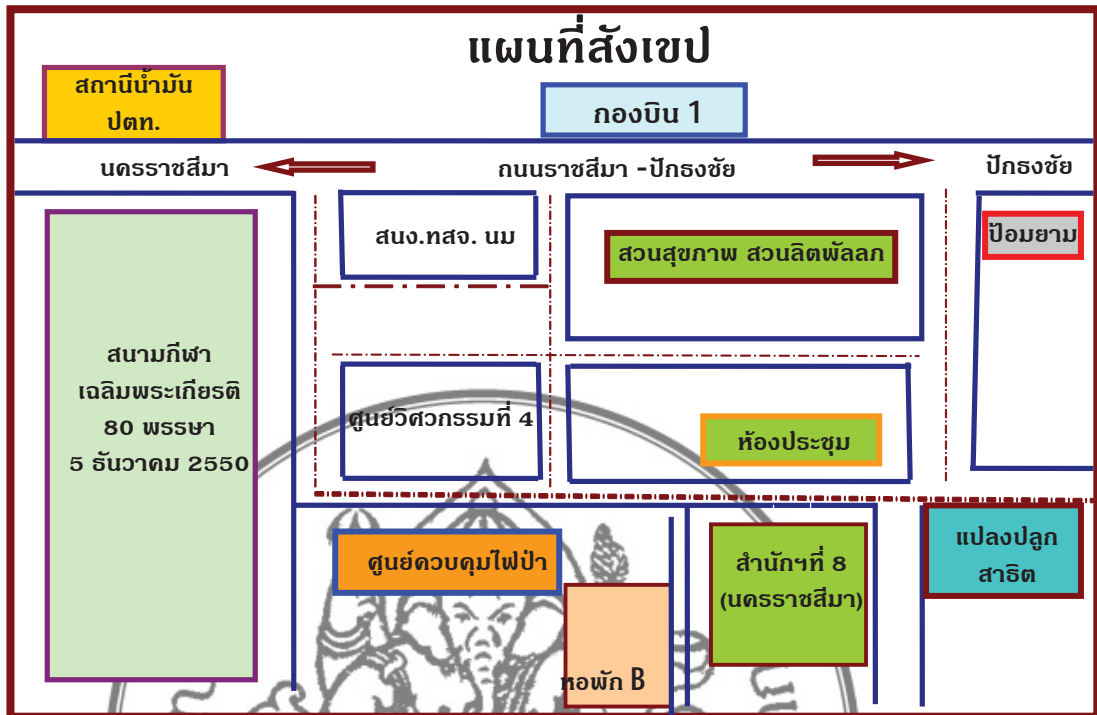 แผนที่สังเขป
สถานีน้ำมัน
ปตท.
กองบิน 1
นครราชสีมา
ถนนราชสีมา -ปักธงชัย
ปักธงชัย
สนง.ทสจ. นม
สวนสุขภาพ สวนลิตพัลลภ
ป้อมยาม
สนามกีฬา
เฉลิมพระเกียรติ
80 พรรษา
5 ธันวาคม 2550
ศูนย์วิศวกรรมที่ 4
ห้องประชุม
ศูนย์ควบคุมไฟป่า
สำนักฯที่ 8
(นครราชสีมา)
แปลงปลูก
สาธิต
หอพัก B